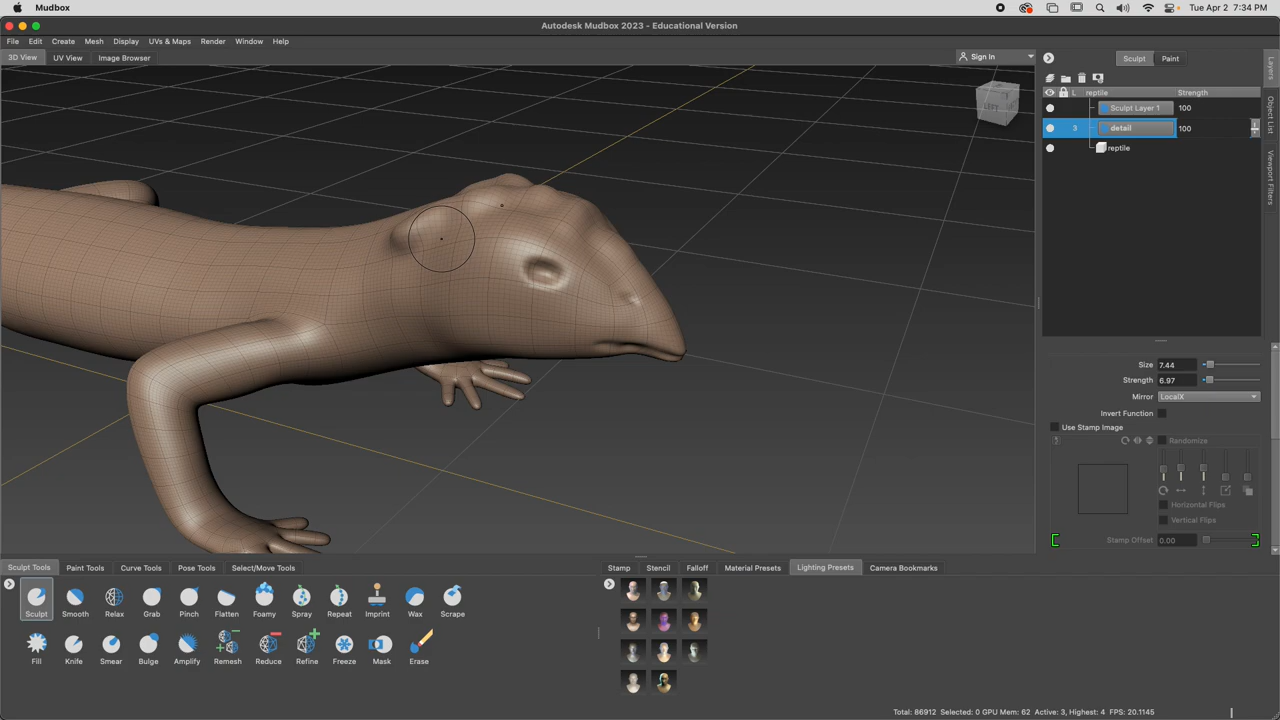 Mudbox
Tue Apr 2 7:34 PM
Autodesk Mudbox 2023 - Educational Version
File Edit Create Mesh Display UVs & Maps Render Window Help
3D View UV View Image Browser
Sign In
Sculpt Paint
L reptile Strength
Sculpt Layer 1 100
3 detail 100
reptile
Layers
Object List
Viewport Filters
LEFT
Size 7.44
Strength 6.97
Mirror LocalX
Invert Function
Use Stamp Image
Randomize
Horizontal Flips
Vertical Flips
Stamp Offset 0.00
Sculpt Tools Paint Tools Curve Tools Pose Tools Select/Move Tools
Sculpt Smooth Relax Grab Pinch Flatten Foamy Spray Repeat Imprint Wax Scrape
Fill Knife Smear Bulge Amplify Remesh Reduce Refine Freeze Mask Erase
Stamp Stencil Falloff Material Presets Lighting Presets Camera Bookmarks
Total: 86912 Selected: 0 GPU Mem: 62 Active: 3, Highest: 4 FPS: 20.1145